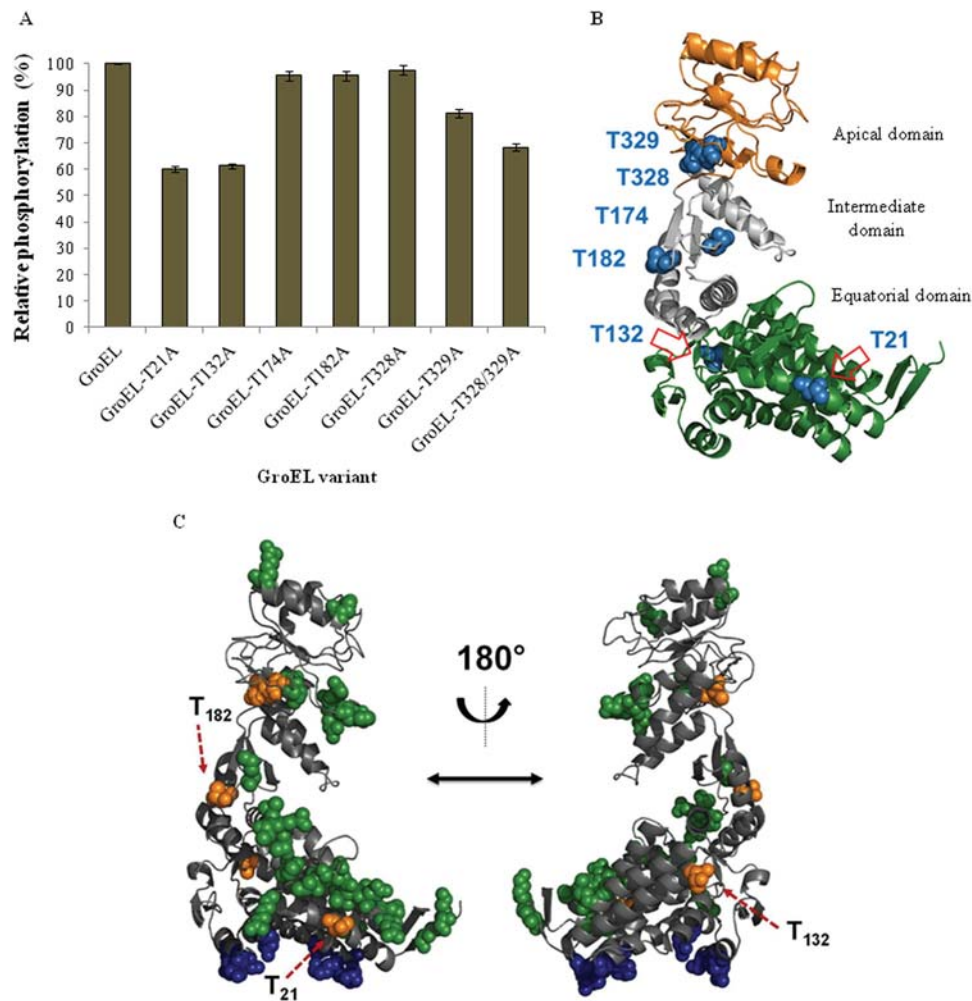 A
Relative phosphorylation (%)
100
90
80
70
60
50
40
30
20
10
0
GroEL
GroEL-T21A
GroEL-T132A
GroEL-T174A
GroEL-T182A
GroEL-T328A
GroEL-T329A
GroEL-T328/329A
GroEL variant
B
T329
T328
T174
T182
T132
T21
Apical domain
Intermediate
domain
Equatorial domain
C
T182
T21
180°
T132